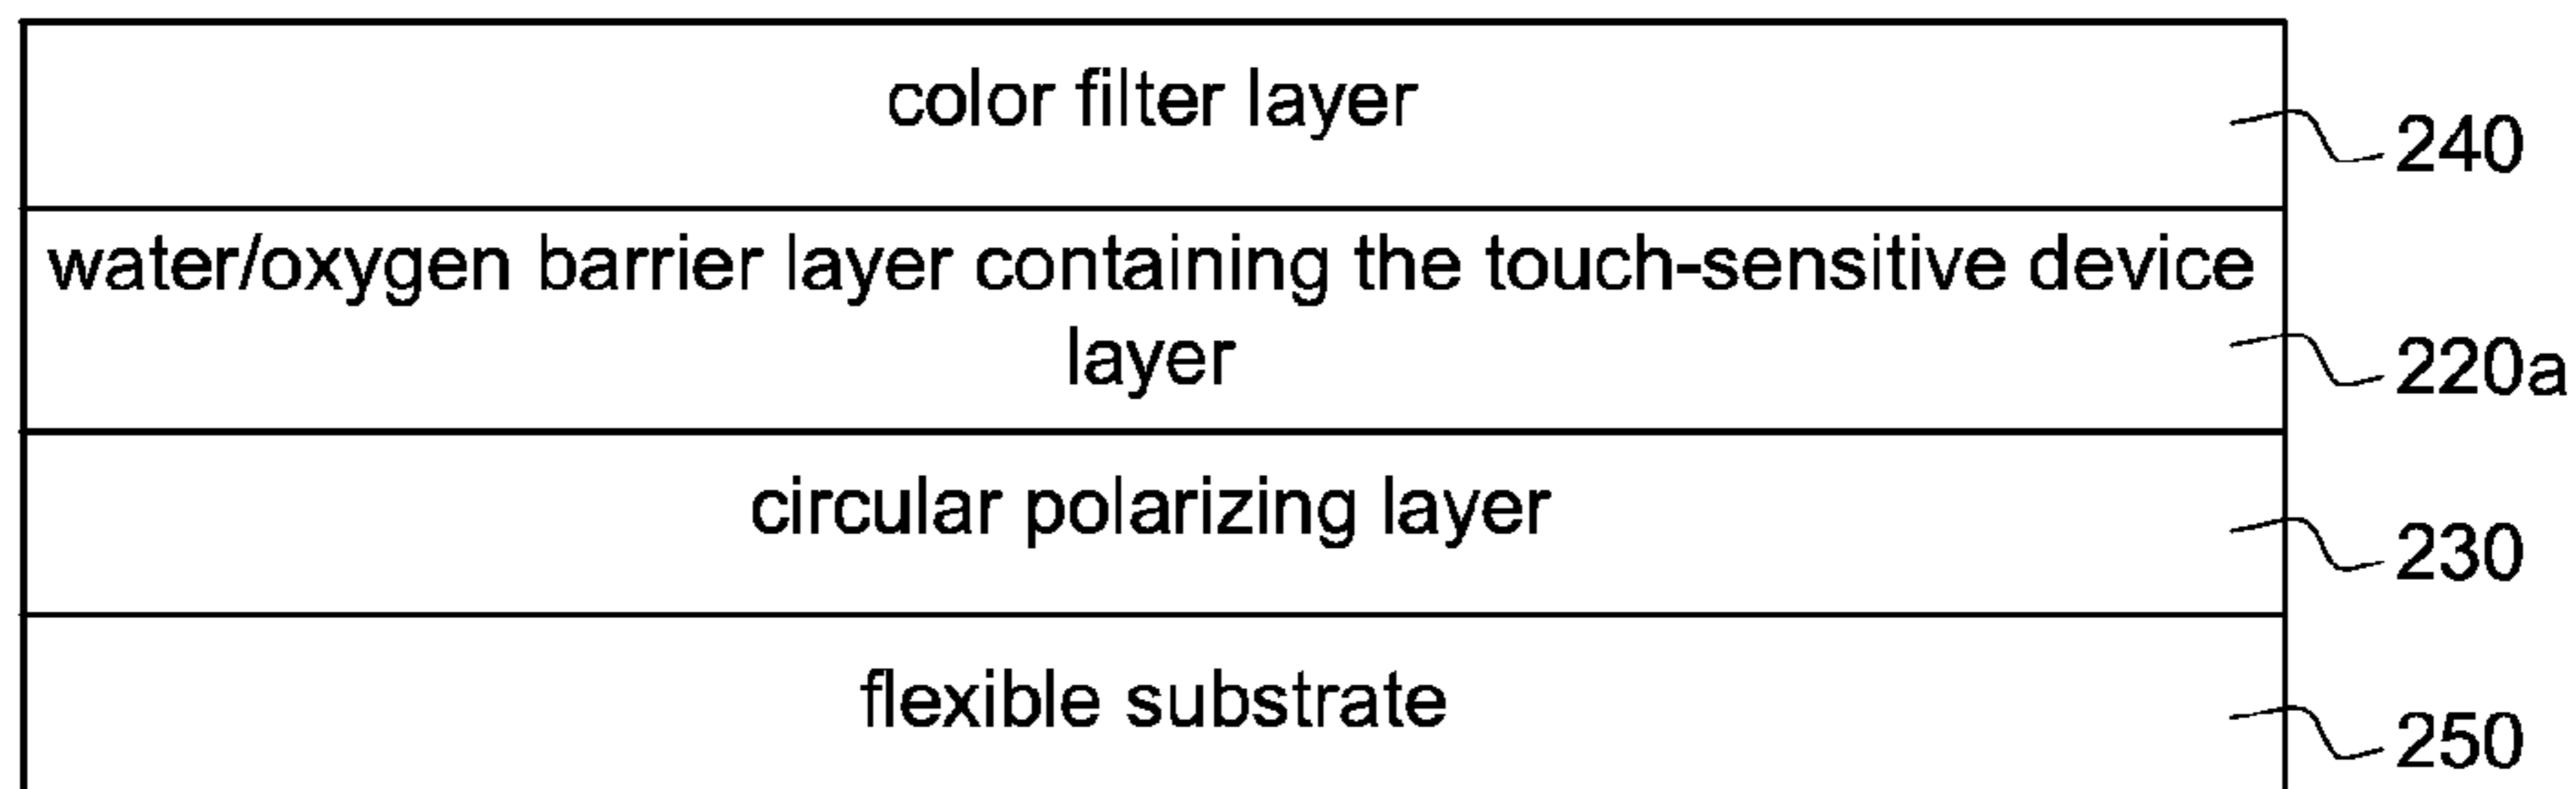 color filter layer
240
water/oxygen barrier layer containing the touch-sensitive device
layer
220a
circular polarizing layer
230
flexible substrate
250